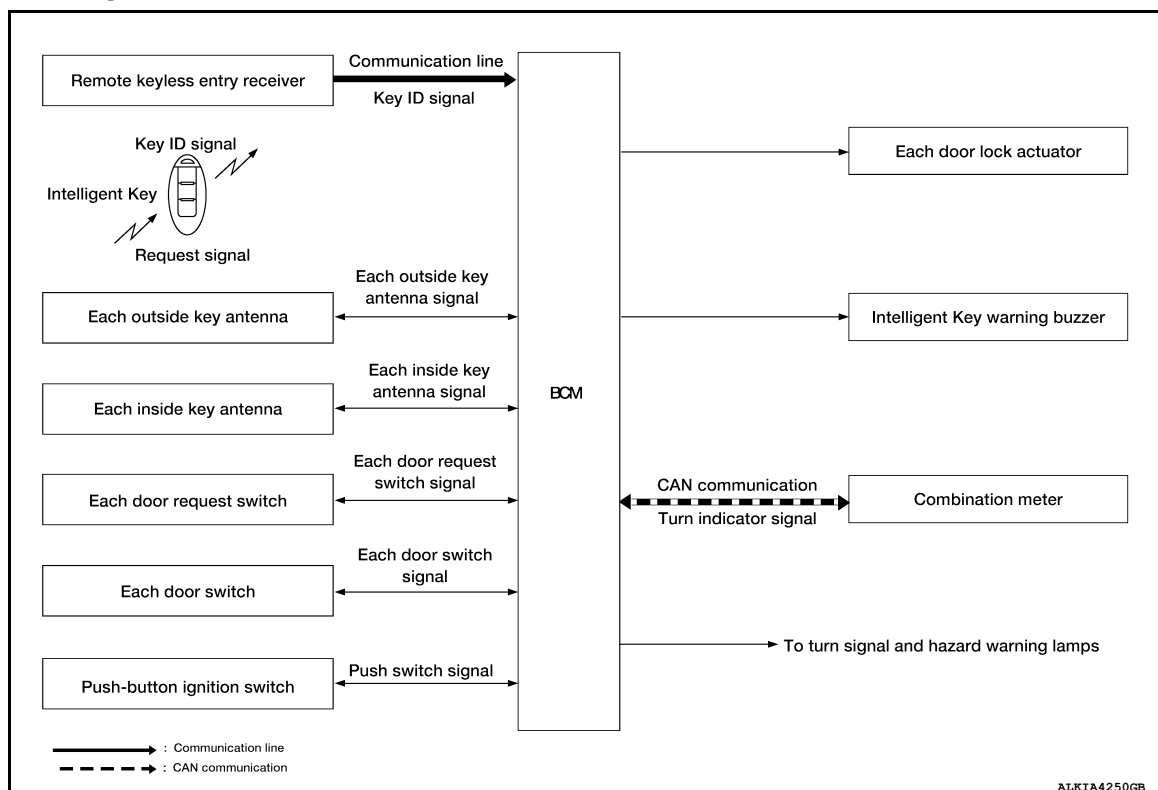 Remote keyless entry receiver
Communication line
Key ID signal
Key ID signal
Intelligent Key
Request signal
Each outside key antenna
Each outside key
antenna signal
Each inside key antenna
Each inside key
antenna signal
Each door request switch
Each door request
switch signal
Each door switch
Each door switch
signal
Push-button ignition switch
Push switch signal
BCM
Each door lock actuator
Intelligent Key warning buzzer
CAN communication
Turn indicator signal
Combination meter
To turn signal and hazard warning lamps
: Communication line
: CAN communication
ALKIA4250GB